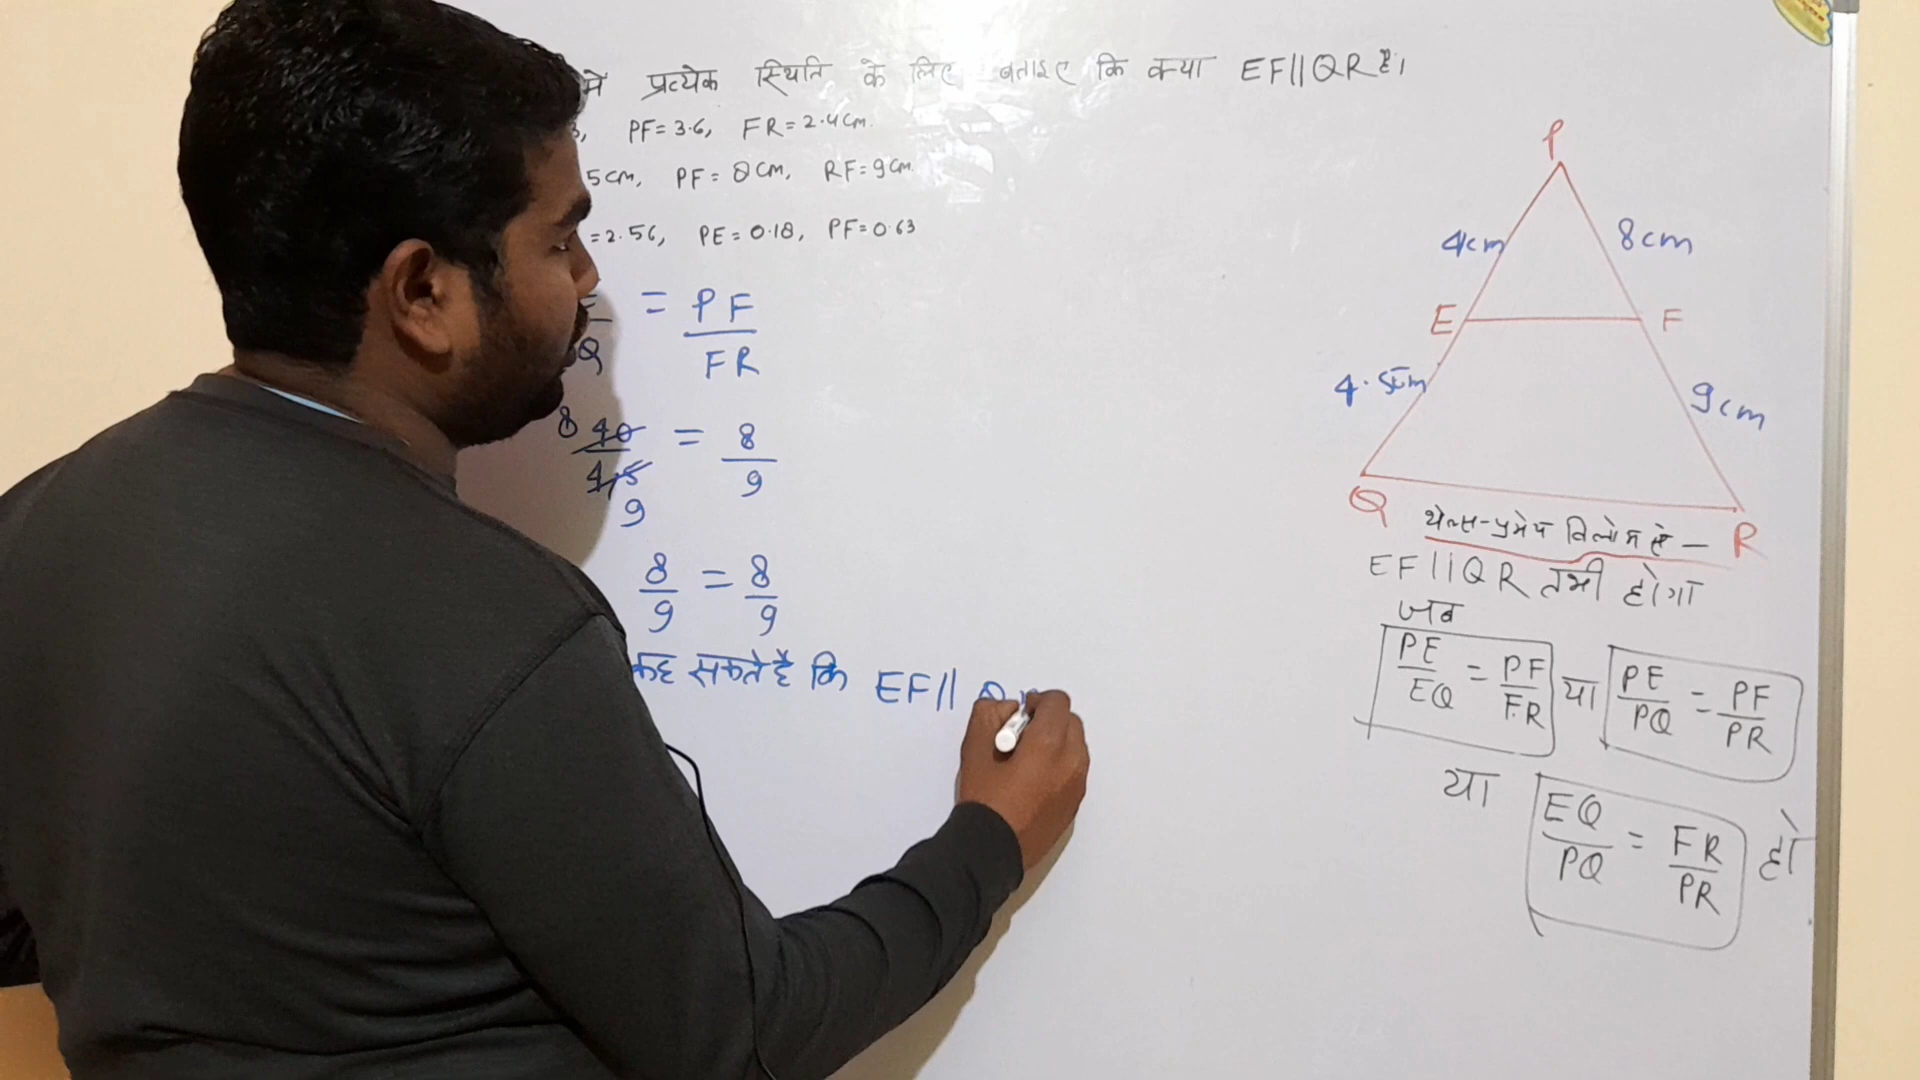 मे प्रत्येक स्थिति के लिए बताइए कि क्या EF||QR है।
3, PF=3.6, FR=2.4cm.
5cm, PF=8cm, RF=9cm.
=2.56, PE=0.18, PF=0.63
= PF/FR
Q
8 40/4.5 9 = 8/9
8/9 = 8/9
कह सकते है कि EF||
P
4cm 8cm
E F
4.5cm 9cm
Q R
थेल्स-प्रमेय विलोम से –
EF||QR तभी होगा
जब
PE/EQ = PF/FR या PE/PQ = PF/PR
या EQ/PQ = FR/PR हो